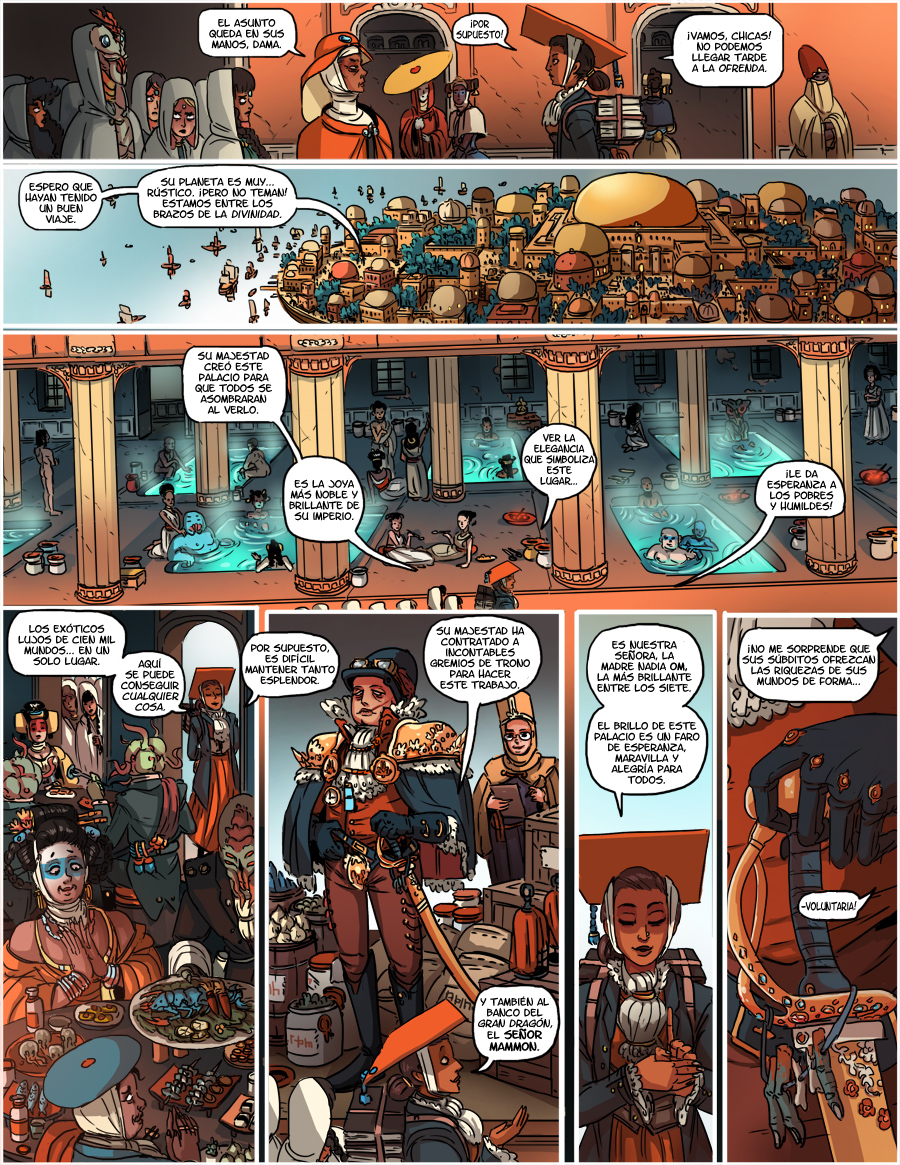 EL ASUNTO
QUEDA EN SUS
MANOS, DAMA.
¡POR
SUPUESTO!
¡VAMOS, CHICAS!
NO PODEMOS
LLEGAR TARDE
A LA OFRENDA.
ESPERO QUE
HAYAN TENIDO
UN BUEN
VIAJE.
SU PLANETA ES MUY...
RÚSTICO. ¡PERO NO TEMAN!
ESTAMOS ENTRE LOS
BRAZOS DE LA DIVINIDAD.
SU MAJESTAD
CREÓ ESTE
PALACIO PARA
QUE TODOS SE
ASOMBRARAN
AL VERLO.
ES LA JOYA
MÁS NOBLE Y
BRILLANTE DE
SU IMPERIO.
VER LA
ELEGANCIA
QUE SIMBOLIZA
ESTE
LUGAR...
¡LE DA
ESPERANZA A
LOS POBRES
Y HUMILDES!
LOS EXÓTICOS
LUJOS DE CIEN MIL
MUNDOS... EN UN
SOLO LUGAR.
AQUÍ
SE PUEDE
CONSEGUIR
CUALQUIER
COSA.
POR SUPUESTO,
ES DIFÍCIL
MANTENER TANTO
ESPLENDOR.
SU MAJESTAD HA
CONTRATADO A
INCONTABLES
GREMIOS DE TRONO
PARA HACER
ESTE TRABAJO.
Y TAMBIÉN AL
BANCO DEL
GRAN DRAGÓN,
EL SEÑOR
MAMMON.
ES NUESTRA
SEÑORA, LA
MADRE NADIA OM,
LA MÁS BRILLANTE
ENTRE LOS SIETE.
EL BRILLO DE ESTE
PALACIO ES UN FARO
DE ESPERANZA,
MARAVILLA Y
ALEGRÍA PARA
TODOS.
¡NO ME SORPRENDE QUE
SUS SÚBDITOS OFREZCAN
LAS RIQUEZAS DE SUS
MUNDOS DE FORMA...
-VOLUNTARIA!